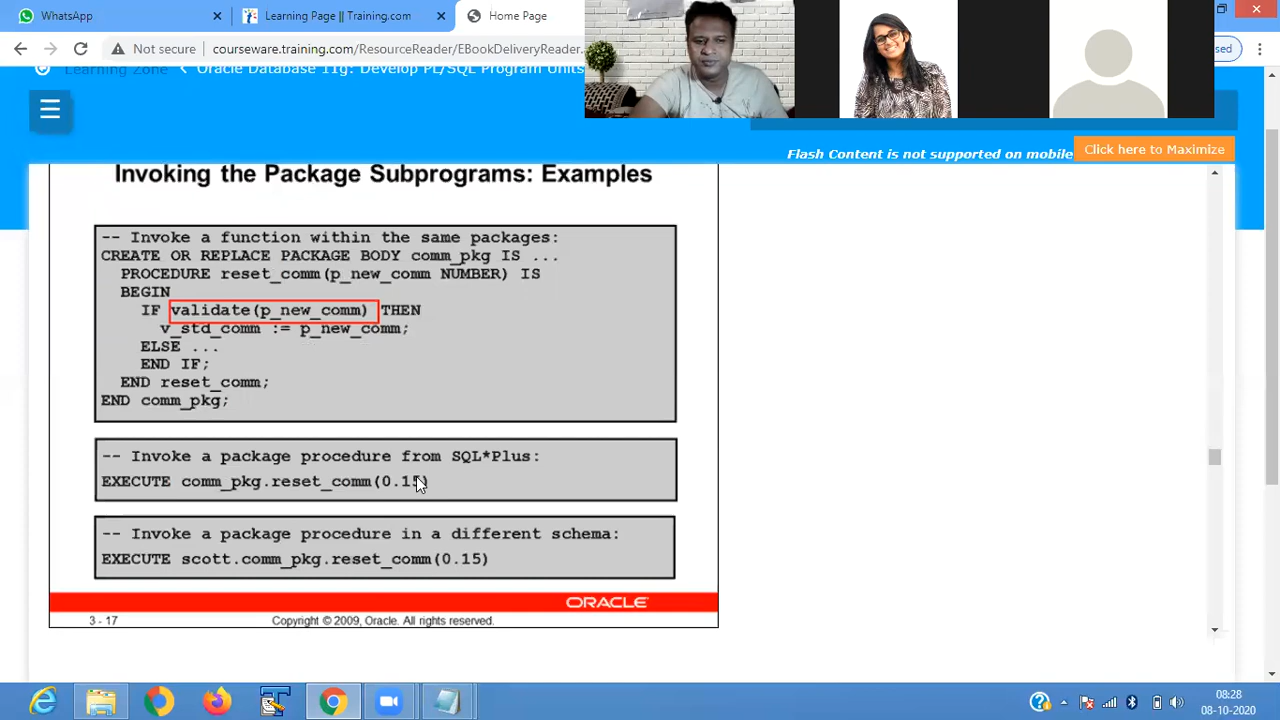 WhatsApp
Learning Page || Training.com
Home Page
Not secure
courseware.training.com/ResourceReader/EBookDeliveryReader.
Learning Zone
Oracle Database 11g: Develop PL/SQL Program Units
Flash Content is not supported on mobile
Click here to Maximize
Invoking the Package Subprograms: Examples
-- Invoke a function within the same packages:
CREATE OR REPLACE PACKAGE BODY comm_pkg IS ...
PROCEDURE reset_comm(p_new_comm NUMBER) IS
BEGIN
IF validate(p_new_comm) THEN
v_std_comm := p_new_comm;
ELSE ...
END IF;
END reset_comm;
END comm_pkg;
-- Invoke a package procedure from SQL*Plus:
EXECUTE comm_pkg.reset_comm(0.15)
-- Invoke a package procedure in a different schema:
EXECUTE scott.comm_pkg.reset_comm(0.15)
ORACLE
3 - 17
Copyright © 2009, Oracle. All rights reserved.
08:28
08-10-2020